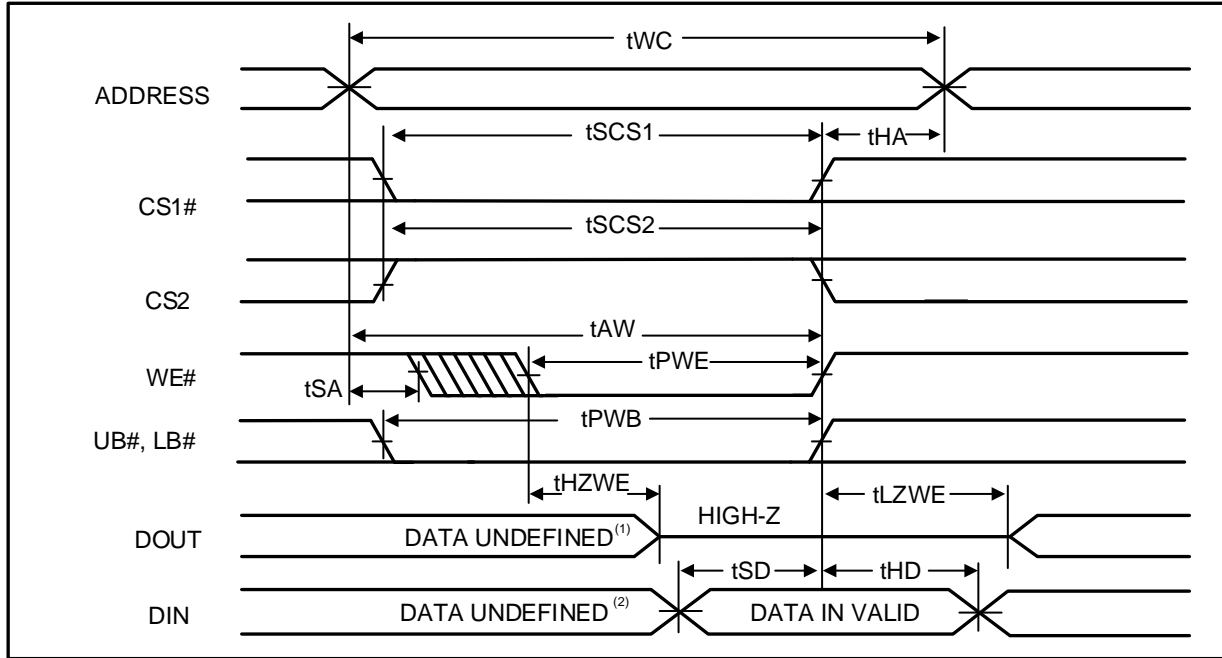 tWC
ADDRESS
tSCS1
tHA
CS1#
tSCS2
CS2
tAW
WE#
tPWE
tSA
tPWB
UB#, LB#
tHZWE
tLZWE
HIGH-Z
DOUT
DATA UNDEFINED(1)
tSD
tHD
DIN
DATA UNDEFINED (2)
DATA IN VALID